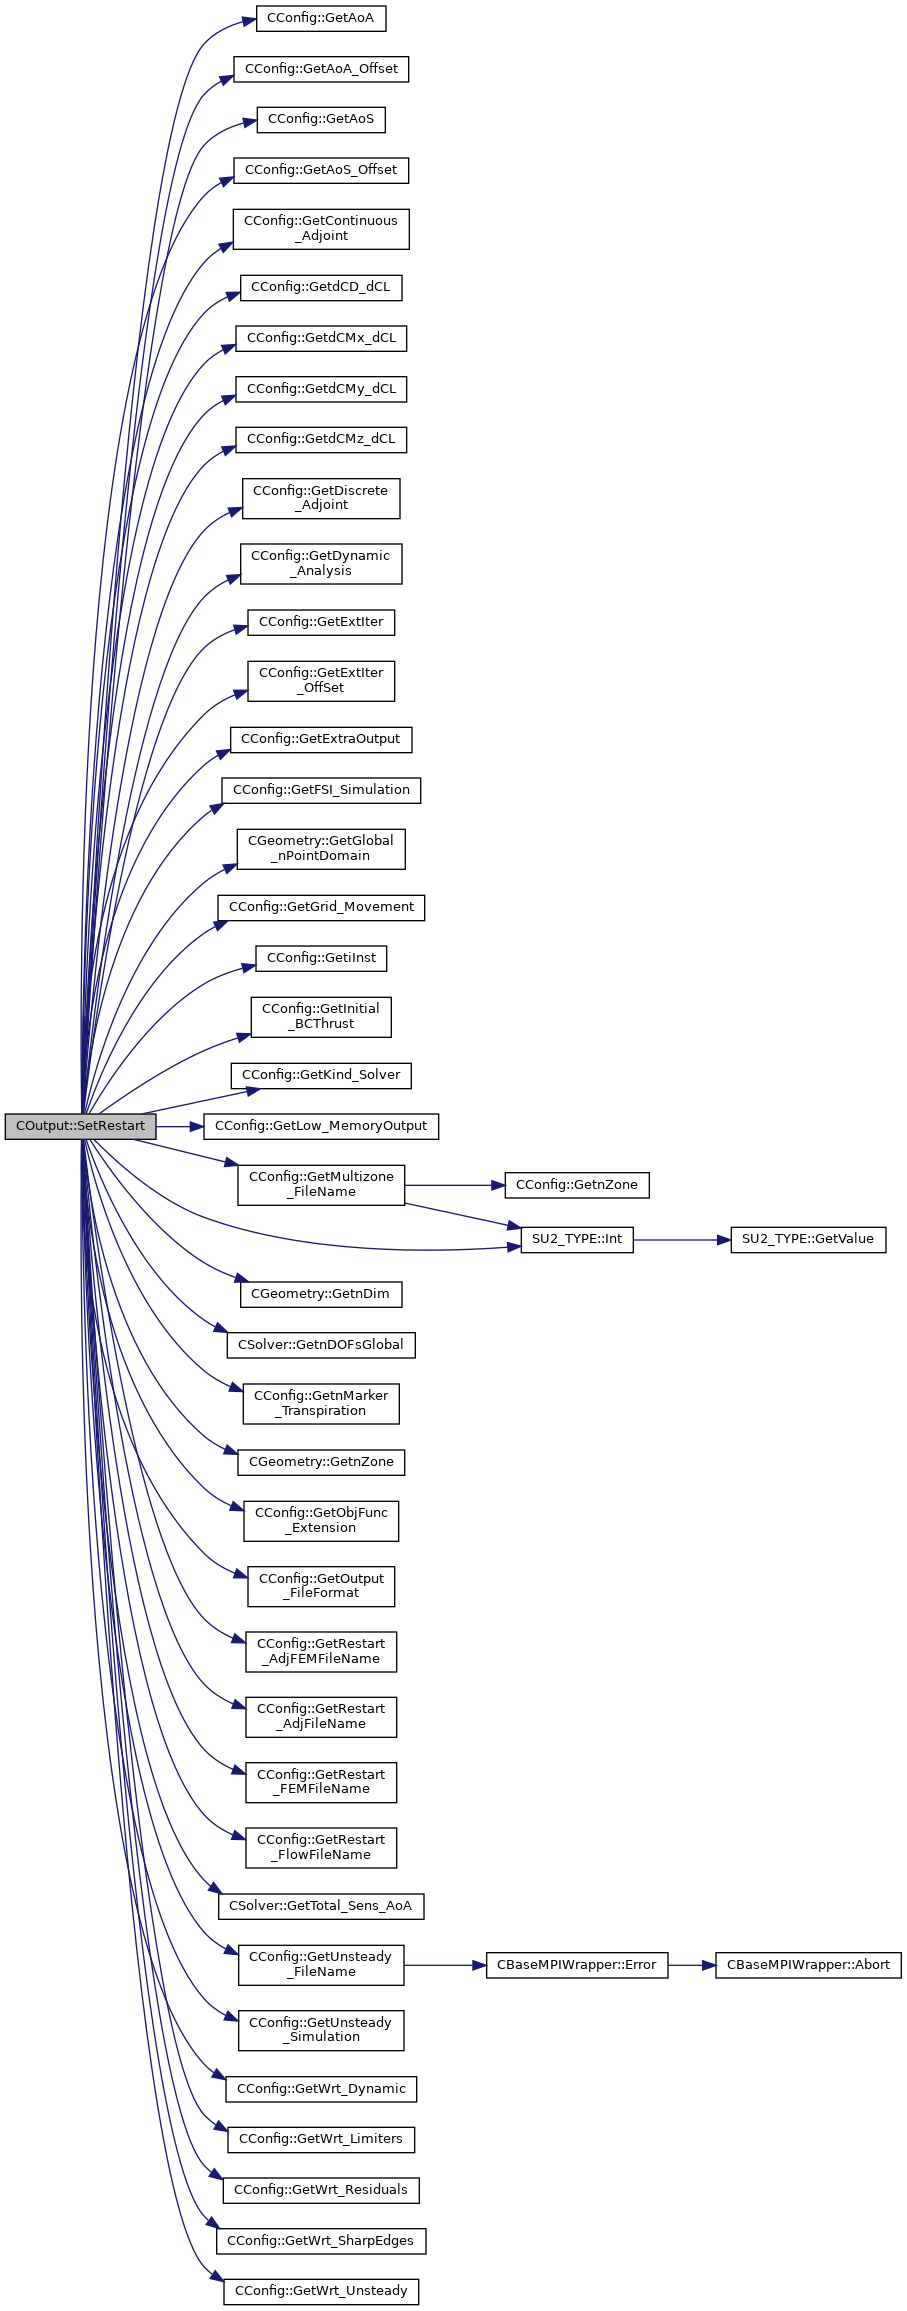 CConfig::GetAoA
CConfig::GetAoA_Offset
CConfig::GetAoS
CConfig::GetAoS_Offset
CConfig::GetContinuous
_Adjoint
CConfig::GetdCD_dCL
CConfig::GetdCMx_dCL
CConfig::GetdCMy_dCL
CConfig::GetdCMz_dCL
CConfig::GetDiscrete
_Adjoint
CConfig::GetDynamic
_Analysis
CConfig::GetExtIter
CConfig::GetExtIter
_OffSet
CConfig::GetExtraOutput
CConfig::GetFSI_Simulation
CGeometry::GetGlobal
_nPointDomain
CConfig::GetGrid_Movement
CConfig::GetiInst
CConfig::GetInitial
_BCThrust
CConfig::GetKind_Solver
COutput::SetRestart
CConfig::GetLow_MemoryOutput
CConfig::GetMultizone
_FileName
CConfig::GetnZone
SU2_TYPE::Int
SU2_TYPE::GetValue
CGeometry::GetnDim
CSolver::GetnDOFsGlobal
CConfig::GetnMarker
_Transpiration
CGeometry::GetnZone
CConfig::GetObjFunc
_Extension
CConfig::GetOutput
_FileFormat
CConfig::GetRestart
_AdjFEMFileName
CConfig::GetRestart
_AdjFileName
CConfig::GetRestart
_FEMFileName
CConfig::GetRestart
_FlowFileName
CSolver::GetTotal_Sens_AoA
CConfig::GetUnsteady
_FileName
CBaseMPIWrapper::Error
CBaseMPIWrapper::Abort
CConfig::GetUnsteady
_Simulation
CConfig::GetWrt_Dynamic
CConfig::GetWrt_Limiters
CConfig::GetWrt_Residuals
CConfig::GetWrt_SharpEdges
CConfig::GetWrt_Unsteady